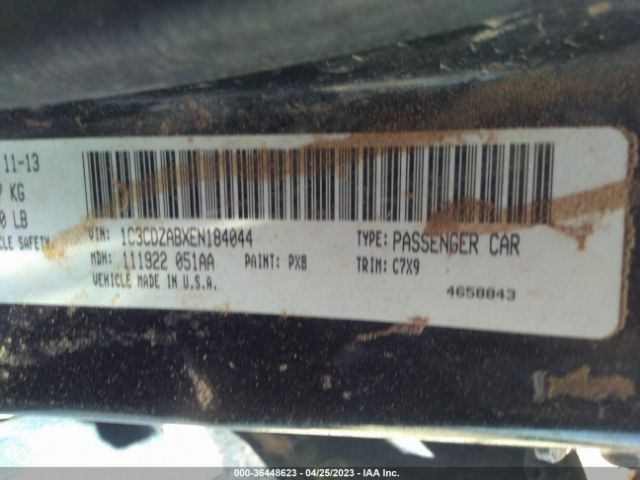 11-13
KG
LB
SAFETY
VIN: 1C3CDZABXEN184044 TYPE: PASSENGER CAR
MDH: 111922 051AA PAINT: PX8 TRIM: C7X9
VEHICLE MADE IN U.S.A. 4658843
000-36448623 - 04/25/2023 - IAA Inc.